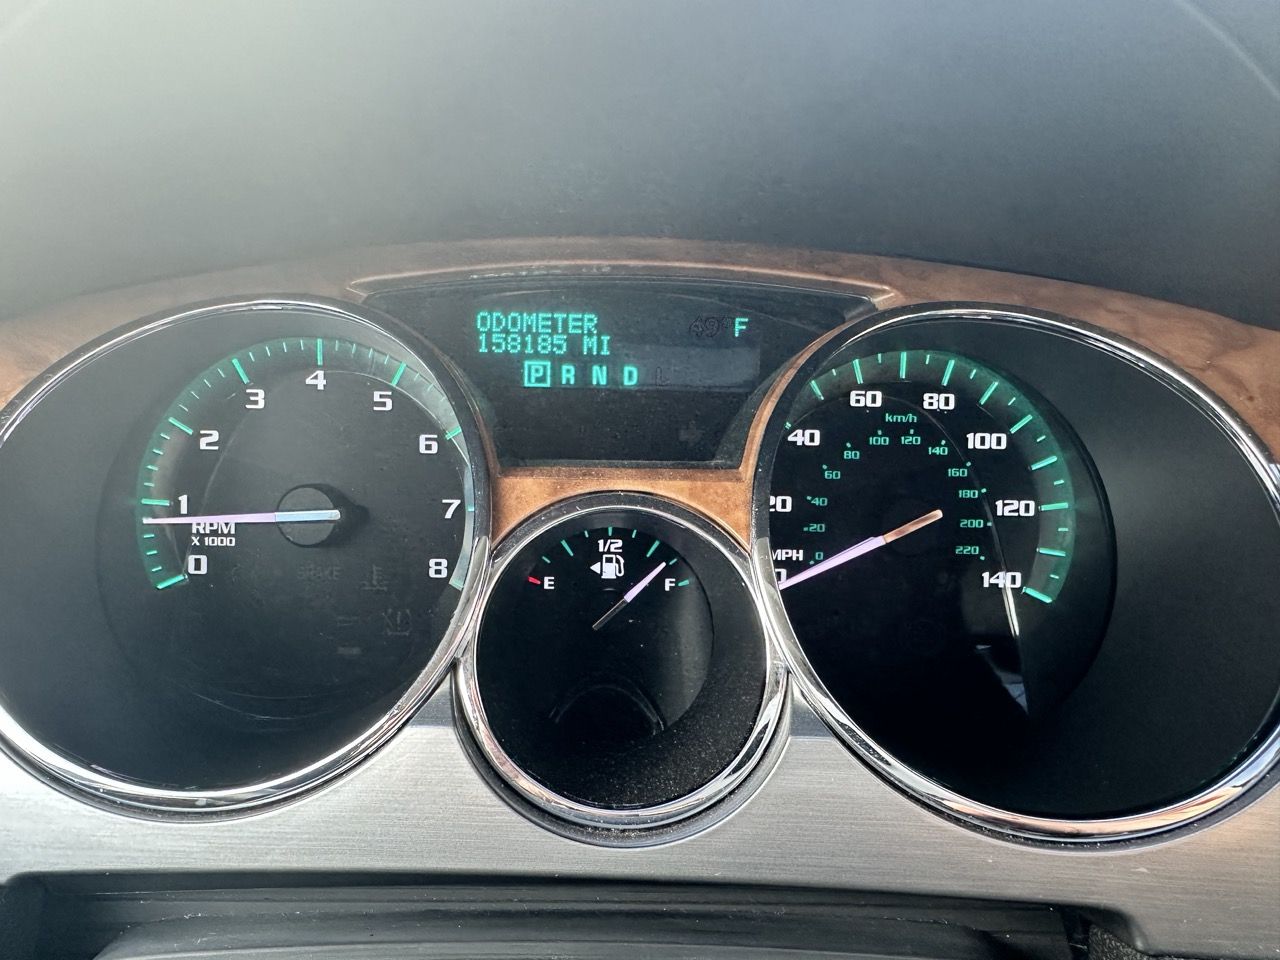 ODOMETER
158185 MI
F
P R N D L
0 1 2 3 4 5 6 7 8
RPM
X 1000
E 1/2 F
20 40 60 80 100 120 140
MPH
km/h
0 20 40 60 80 100 120 140 160 180 200 220